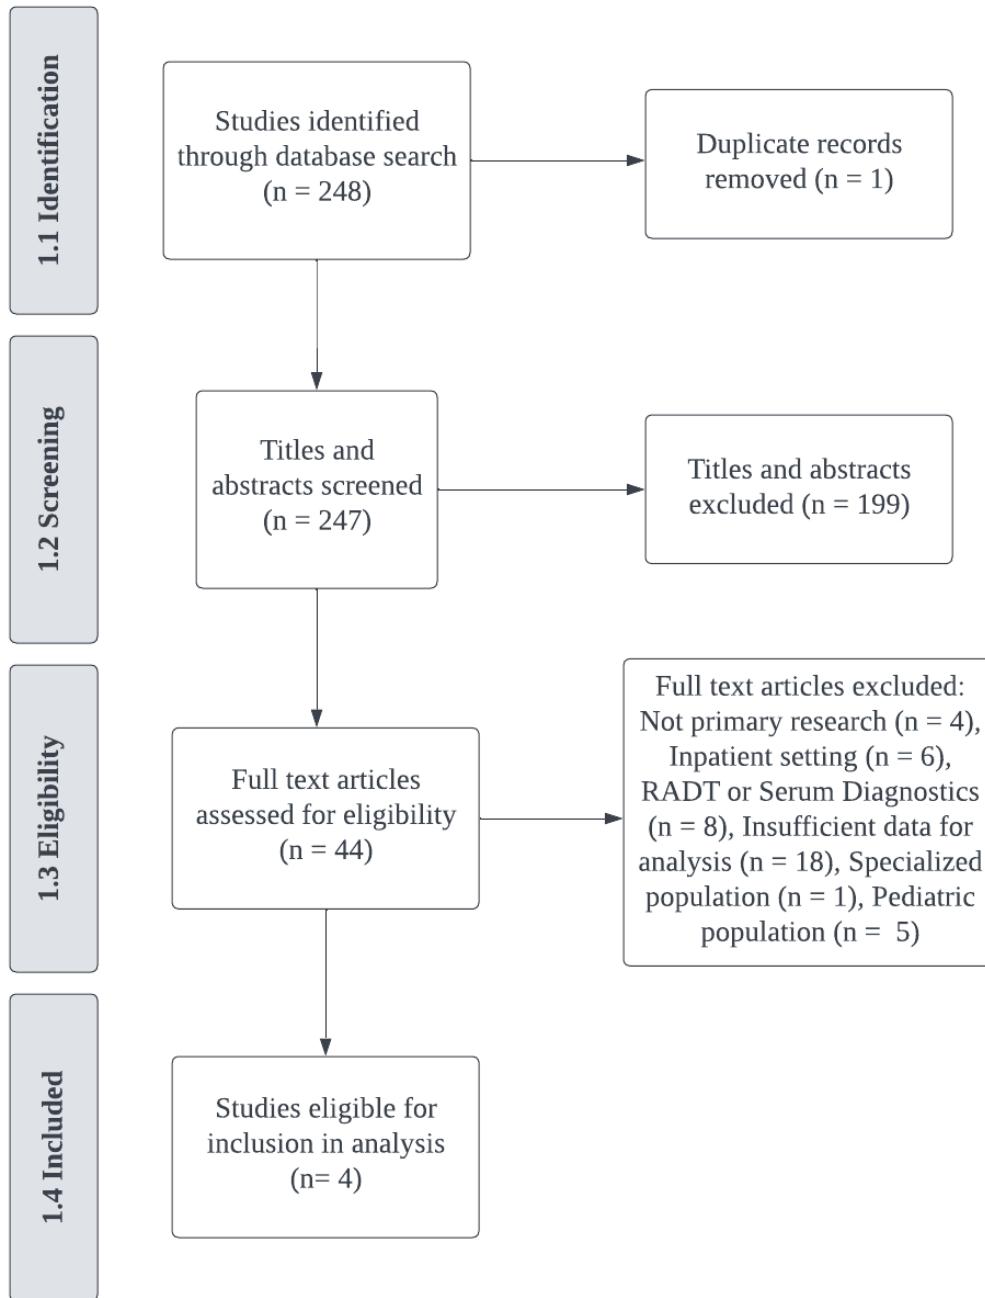 1.1 Identification
Studies identified
through database search
(n = 248)
Duplicate records
removed (n = 1)
1.2 Screening
Titles and
abstracts screened
(n = 247)
Titles and abstracts
excluded (n = 199)
1.3 Eligibility
Full text articles
assessed for eligibility
(n = 44)
Full text articles excluded:
Not primary research (n = 4),
Inpatient setting (n = 6),
RADT or Serum Diagnostics
(n = 8), Insufficient data for
analysis (n = 18), Specialized
population (n = 1), Pediatric
population (n =  5)
1.4 Included
Studies eligible for
inclusion in analysis
(n= 4)